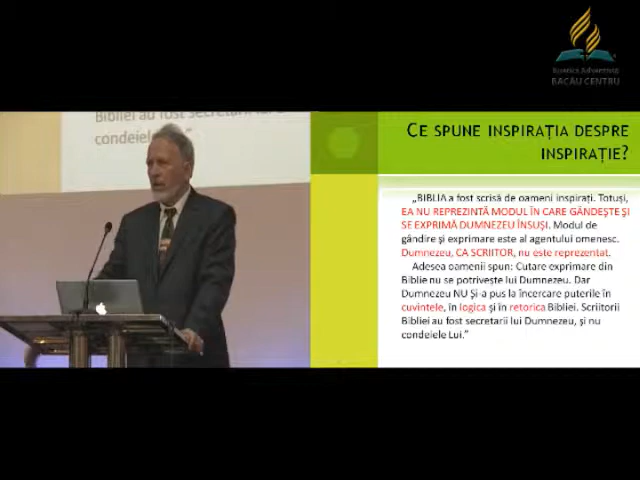 Biserica Adventistă
BACĂU CENTRU
Bibliei au fost secretarii lui
condeiele
CE SPUNE INSPIRAȚIA DESPRE
INSPIRAȚIE?
„BIBLIA a fost scrisă de oameni inspirați. Totuși,
EA NU REPREZINTĂ MODUL ÎN CARE GÂNDEȘTE ȘI
SE EXPRIMĂ DUMNEZEU ÎNSUȘI. Modul de
gândire și exprimare este al agentului omenesc.
Dumnezeu, CA SCRIITOR, nu este reprezentat.
Adesea oamenii spun: Cutare exprimare din
Biblie nu se potrivește lui Dumnezeu. Dar
Dumnezeu NU Și-a pus la încercare puterile în
cuvintele, în logica și în retorica Bibliei. Scriitorii
Bibliei au fost secretarii lui Dumnezeu, și nu
condeiele Lui.”